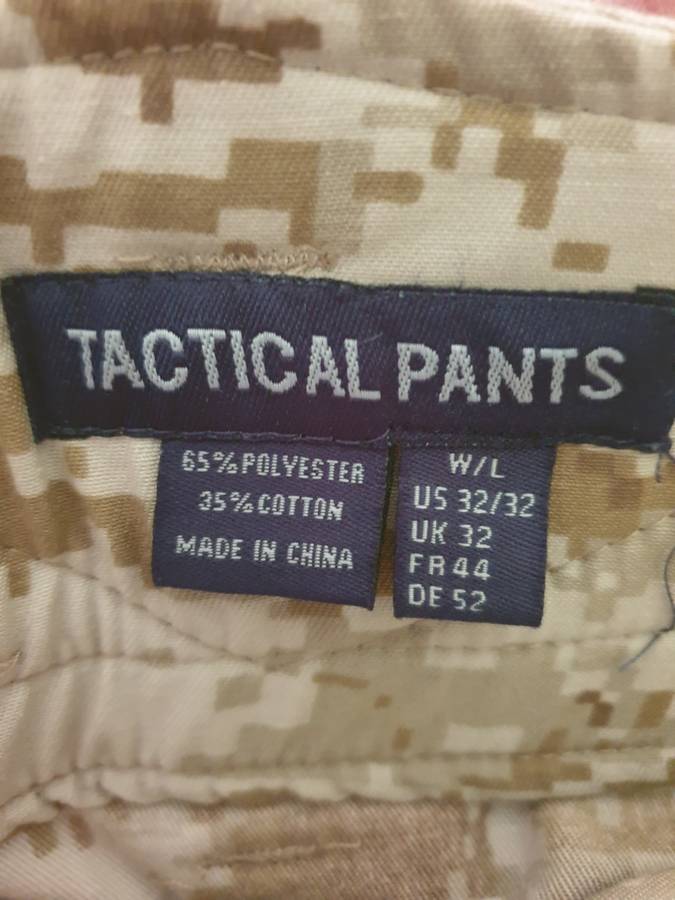 TACTICAL PANTS
65%POLYESTER
35%COTTON
MADE IN CHINA
W/L
US 32/32
UK 32
FR 44
DE 52